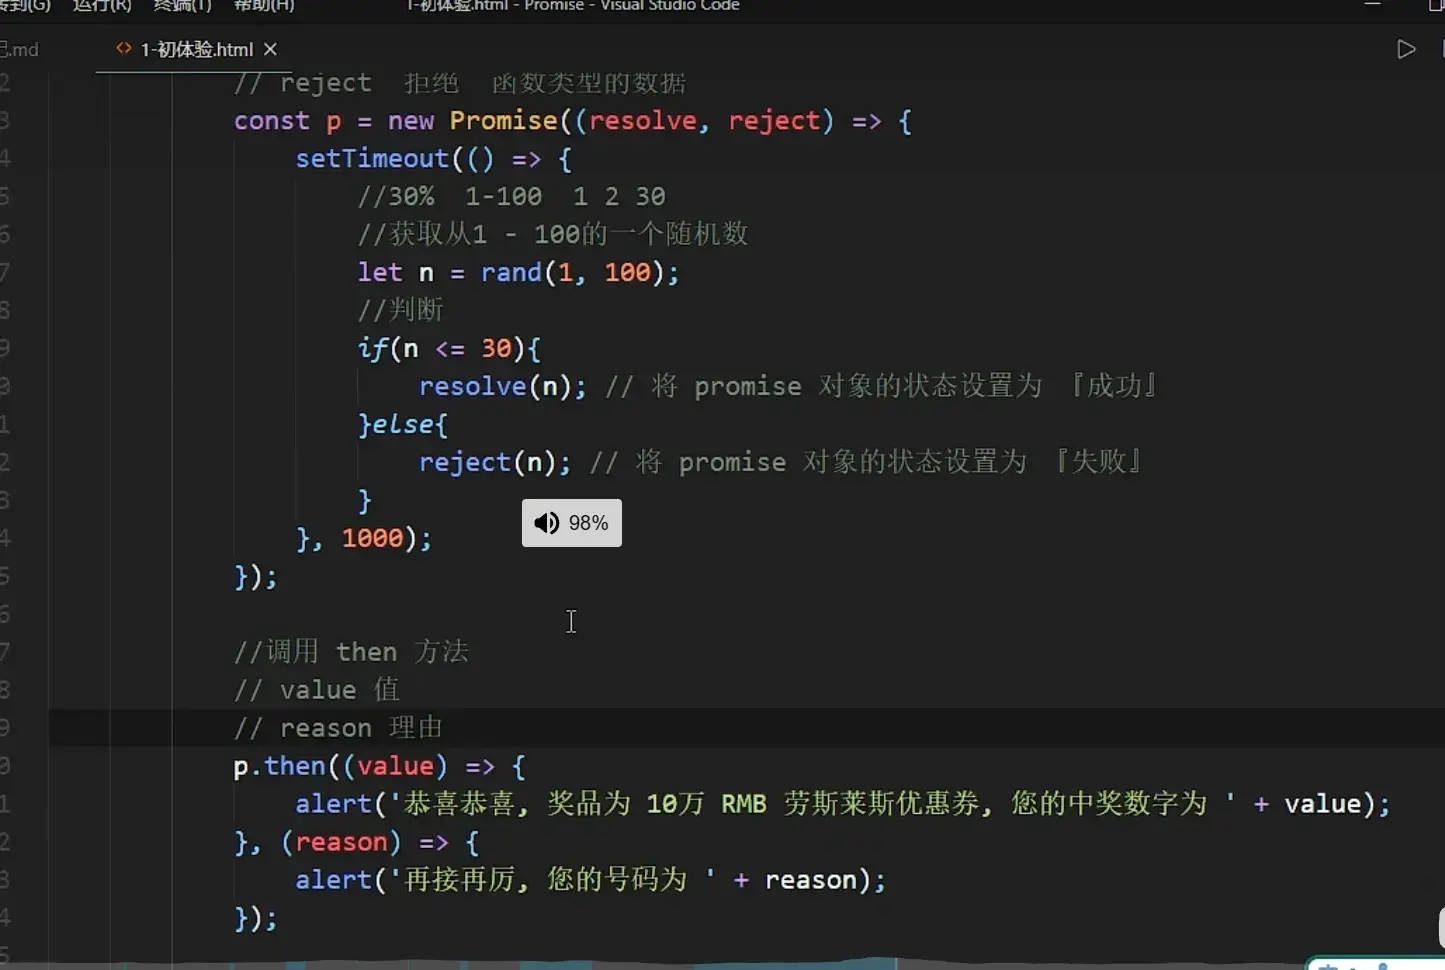 运行(R) 终端(T) 帮助(H) 1-初体验.html - Promise - Visual Studio Code
.md <> 1-初体验.html ×
// reject 拒绝 函数类型的数据
const p = new Promise((resolve, reject) => {
setTimeout(() => {
//30% 1-100 1 2 30
//获取从1 - 100的一个随机数
let n = rand(1, 100);
//判断
if(n <= 30){
resolve(n); // 将 promise 对象的状态设置为 『成功』
}else{
reject(n); // 将 promise 对象的状态设置为 『失败』
}
98%
}, 1000);
});
//调用 then 方法
// value 值
// reason 理由
p.then((value) => {
alert('恭喜恭喜, 奖品为 10万 RMB 劳斯莱斯优惠券, 您的中奖数字为 ' + value);
}, (reason) => {
alert('再接再厉, 您的号码为 ' + reason);
});